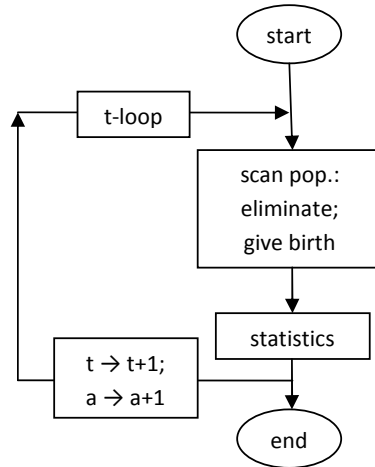 start
t-loop
scan pop.:
eliminate;
give birth
statistics
t → t+1;
a → a+1
end